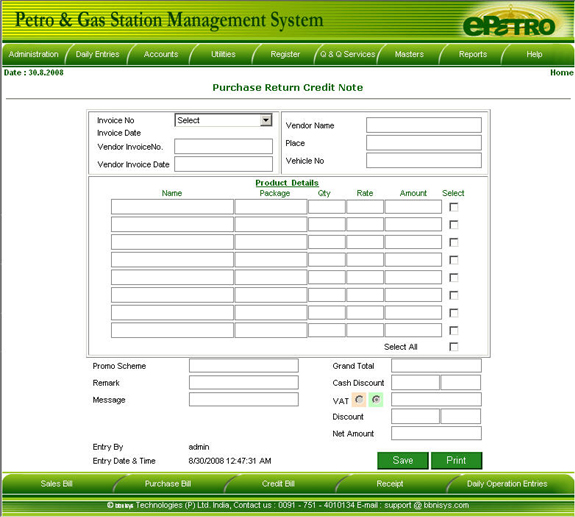 Petro & Gas Station Management System
ePETRO
Administration Daily Entries Accounts Utilities Register Q & Q Services Masters Reports Help
Date : 30.8.2008 Home
Purchase Return Credit Note
Invoice No Select
Invoice Date
Vendor InvoiceNo.
Vendor Invoice Date
Vendor Name
Place
Vehicle No
Product Details
Name Package Qty Rate Amount Select
Select All
Promo Scheme
Remark
Message
Grand Total
Cash Discount
VAT
Discount
Net Amount
Entry By admin
Entry Date & Time 8/30/2008 12:47:31 AM
Save Print
Sales Bill Purchase Bill Credit Bill Receipt Daily Operation Entries
© bbnisys Technologies (P) Ltd. India, Contact us : 0091 - 751 - 4010134 E-mail : support @ bbnisys.com